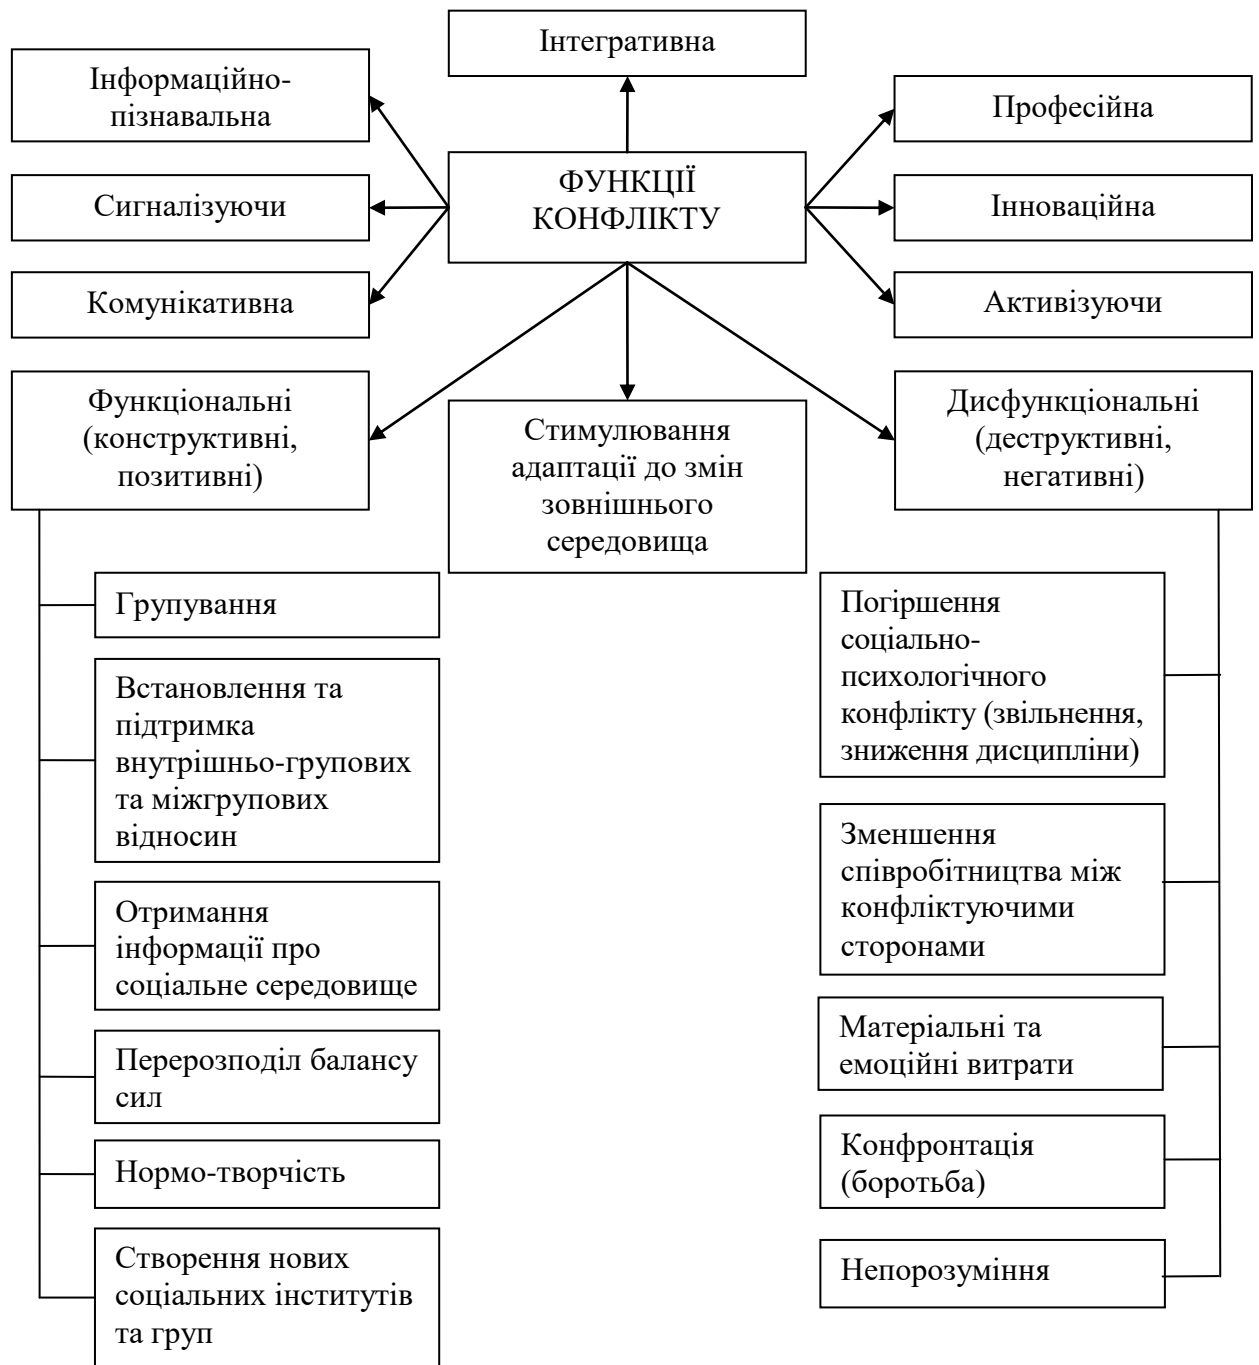 Інтегративна
Інформаційно-
пізнавальна
Професійна
ФУНКЦІЇ
КОНФЛІКТУ
Сигналізуючи
Інноваційна
Комунікативна
Активізуючи
Функціональні
(конструктивні,
позитивні)
Стимулювання
адаптації до змін
зовнішнього
середовища
Дисфункціональні
(деструктивні,
негативні)
Групування
Встановлення та
підтримка
внутрішньо-групових
та міжгрупових
відносин
Отримання
інформації про
соціальне середовище
Перерозподіл балансу
сил
Нормо-творчість
Створення нових
соціальних інститутів
та груп
Погіршення
соціально-
психологічного
конфлікту (звільнення,
зниження дисципліни)
Зменшення
співробітництва між
конфліктуючими
сторонами
Матеріальні та
емоційні витрати
Конфронтація
(боротьба)
Непорозуміння